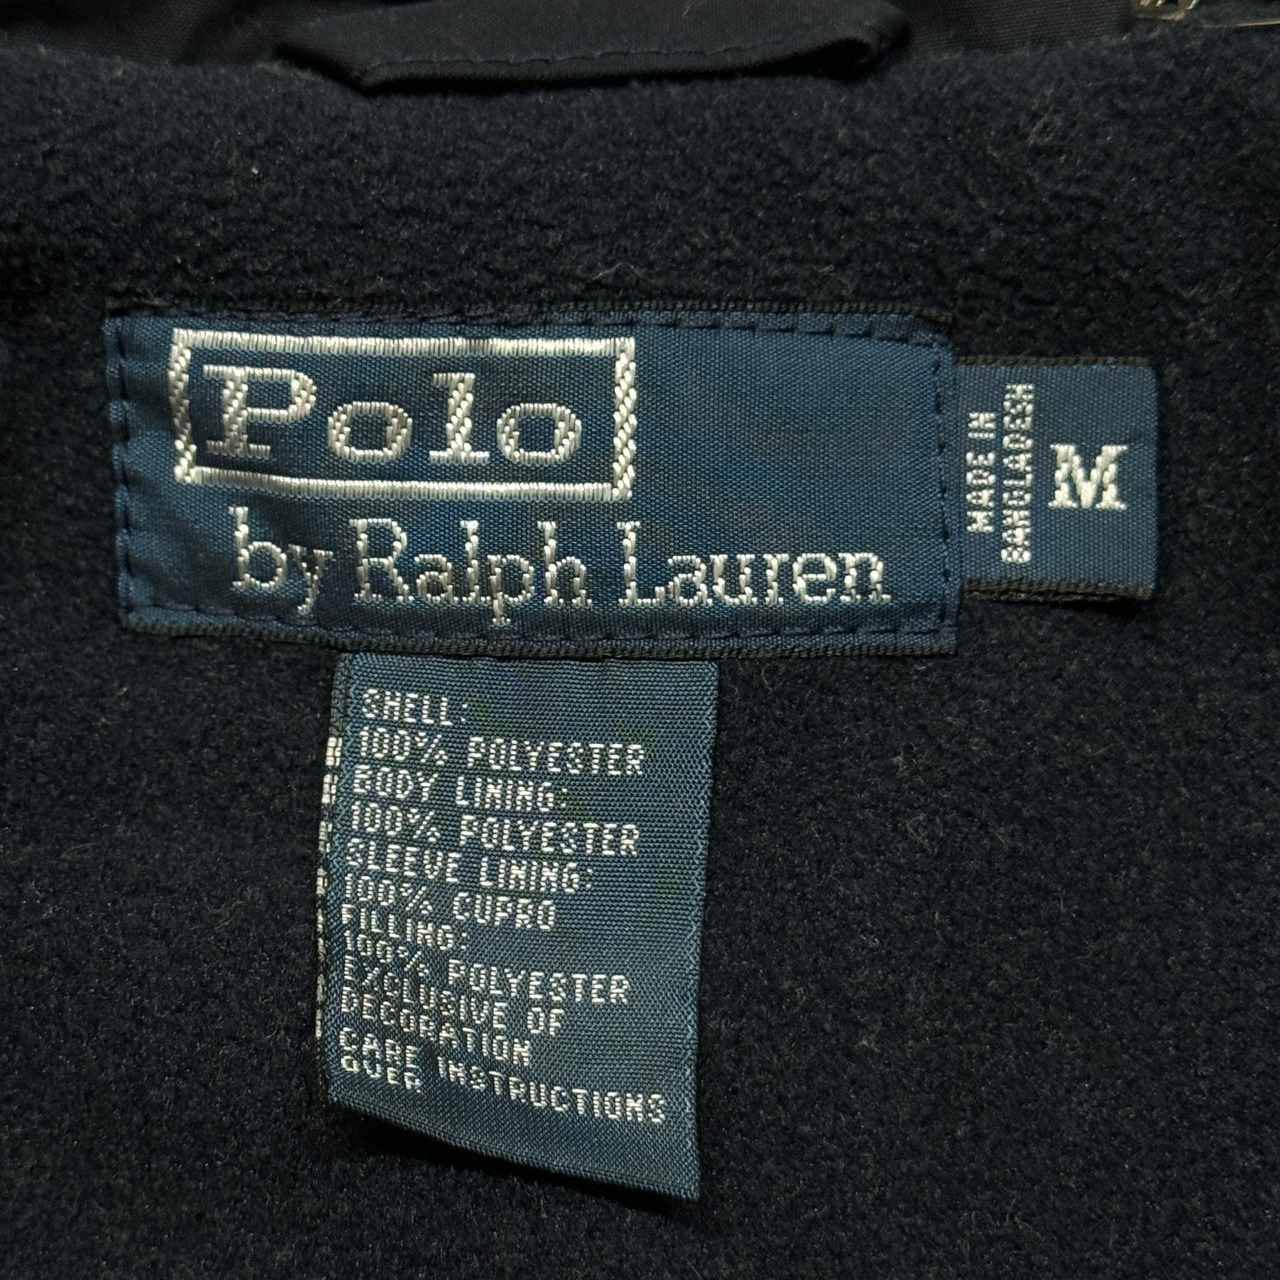 Polo
by Ralph Lauren
MADE IN
BANGLADESH
M
SHELL:
100% POLYESTER
BODY LINING:
100% POLYESTER
SLEEVE LINING:
100% CUPRO
FILLING:
100% POLYESTER
EXCLUSIVE OF
DECORATION
CARE INSTRUCTIONS
OVER